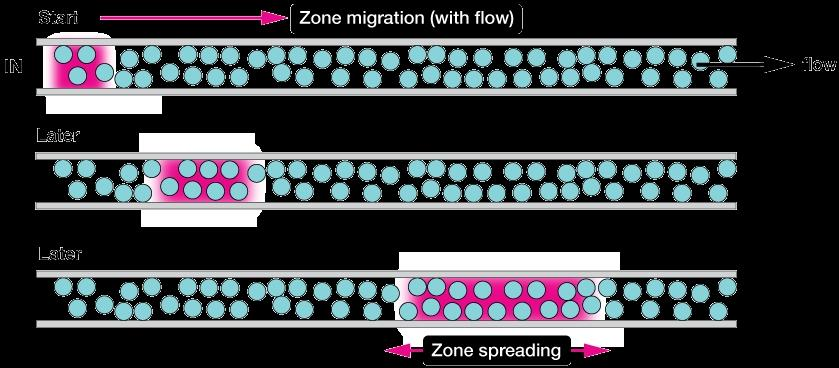 Start
Zone migration (with flow)
IN
flow
Later
Later
Zone spreading